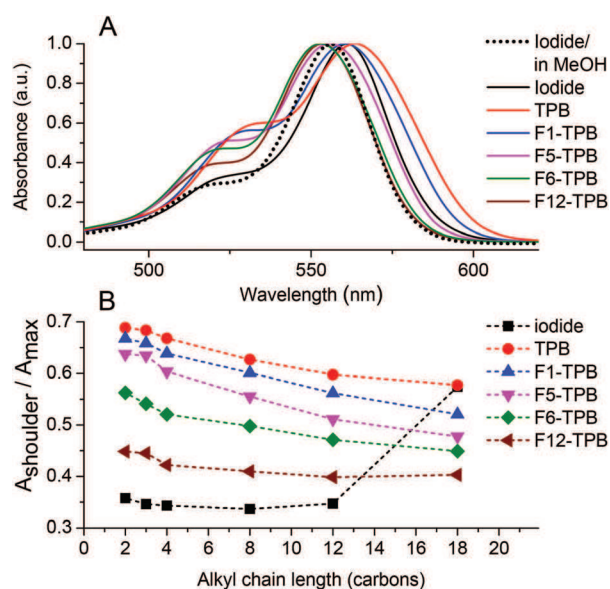 A
Absorbance (a.u.)
1.0
0.8
0.6
0.4
0.2
0.0
500
550
600
Wavelength (nm)
Iodide/
in MeOH
Iodide
TPB
F1-TPB
F5-TPB
F6-TPB
F12-TPB
B
Ashoulder / Amax
0.7
0.6
0.5
0.4
0.3
0 2 4 6 8 10 12 14 16 18 20
Alkyl chain length (carbons)
iodide
TPB
F1-TPB
F5-TPB
F6-TPB
F12-TPB